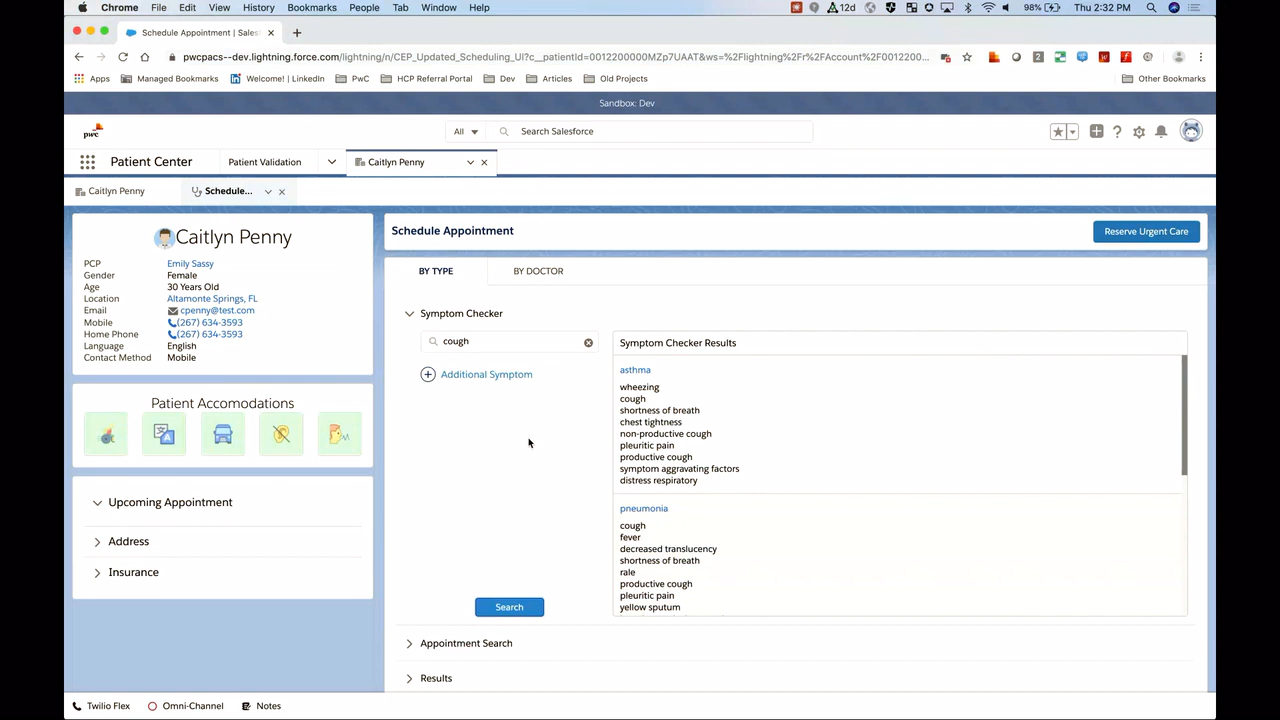 Chrome File Edit View History Bookmarks People Tab Window Help 12d 98% Thu 2:32 PM
Schedule Appointment | Sales
pwcpacs--dev.lightning.force.com/lightning/n/CEP_Updated_Scheduling_UI?c__patientId=0012200000MZp7UAAT&ws=%2Flightning%2Fr%2FAccount%2F0012200...
Apps Managed Bookmarks Welcome! | LinkedIn PwC HCP Referral Portal Dev Articles Old Projects Other Bookmarks
Sandbox: Dev
pwc All Search Salesforce
Patient Center Patient Validation Caitlyn Penny
Caitlyn Penny Schedule...
Caitlyn Penny
PCP Emily Sassy
Gender Female
Age 30 Years Old
Location Altamonte Springs, FL
Email cpenny@test.com
Mobile (267) 634-3593
Home Phone (267) 634-3593
Language English
Contact Method Mobile
Patient Accomodations
Upcoming Appointment
Address
Insurance
Schedule Appointment Reserve Urgent Care
BY TYPE BY DOCTOR
Symptom Checker
cough
Additional Symptom
Search
Symptom Checker Results
asthma
wheezing
cough
shortness of breath
chest tightness
non-productive cough
pleuritic pain
productive cough
symptom aggravating factors
distress respiratory
pneumonia
cough
fever
decreased translucency
shortness of breath
rale
productive cough
pleuritic pain
yellow sputum
Appointment Search
Results
Twilio Flex Omni-Channel Notes